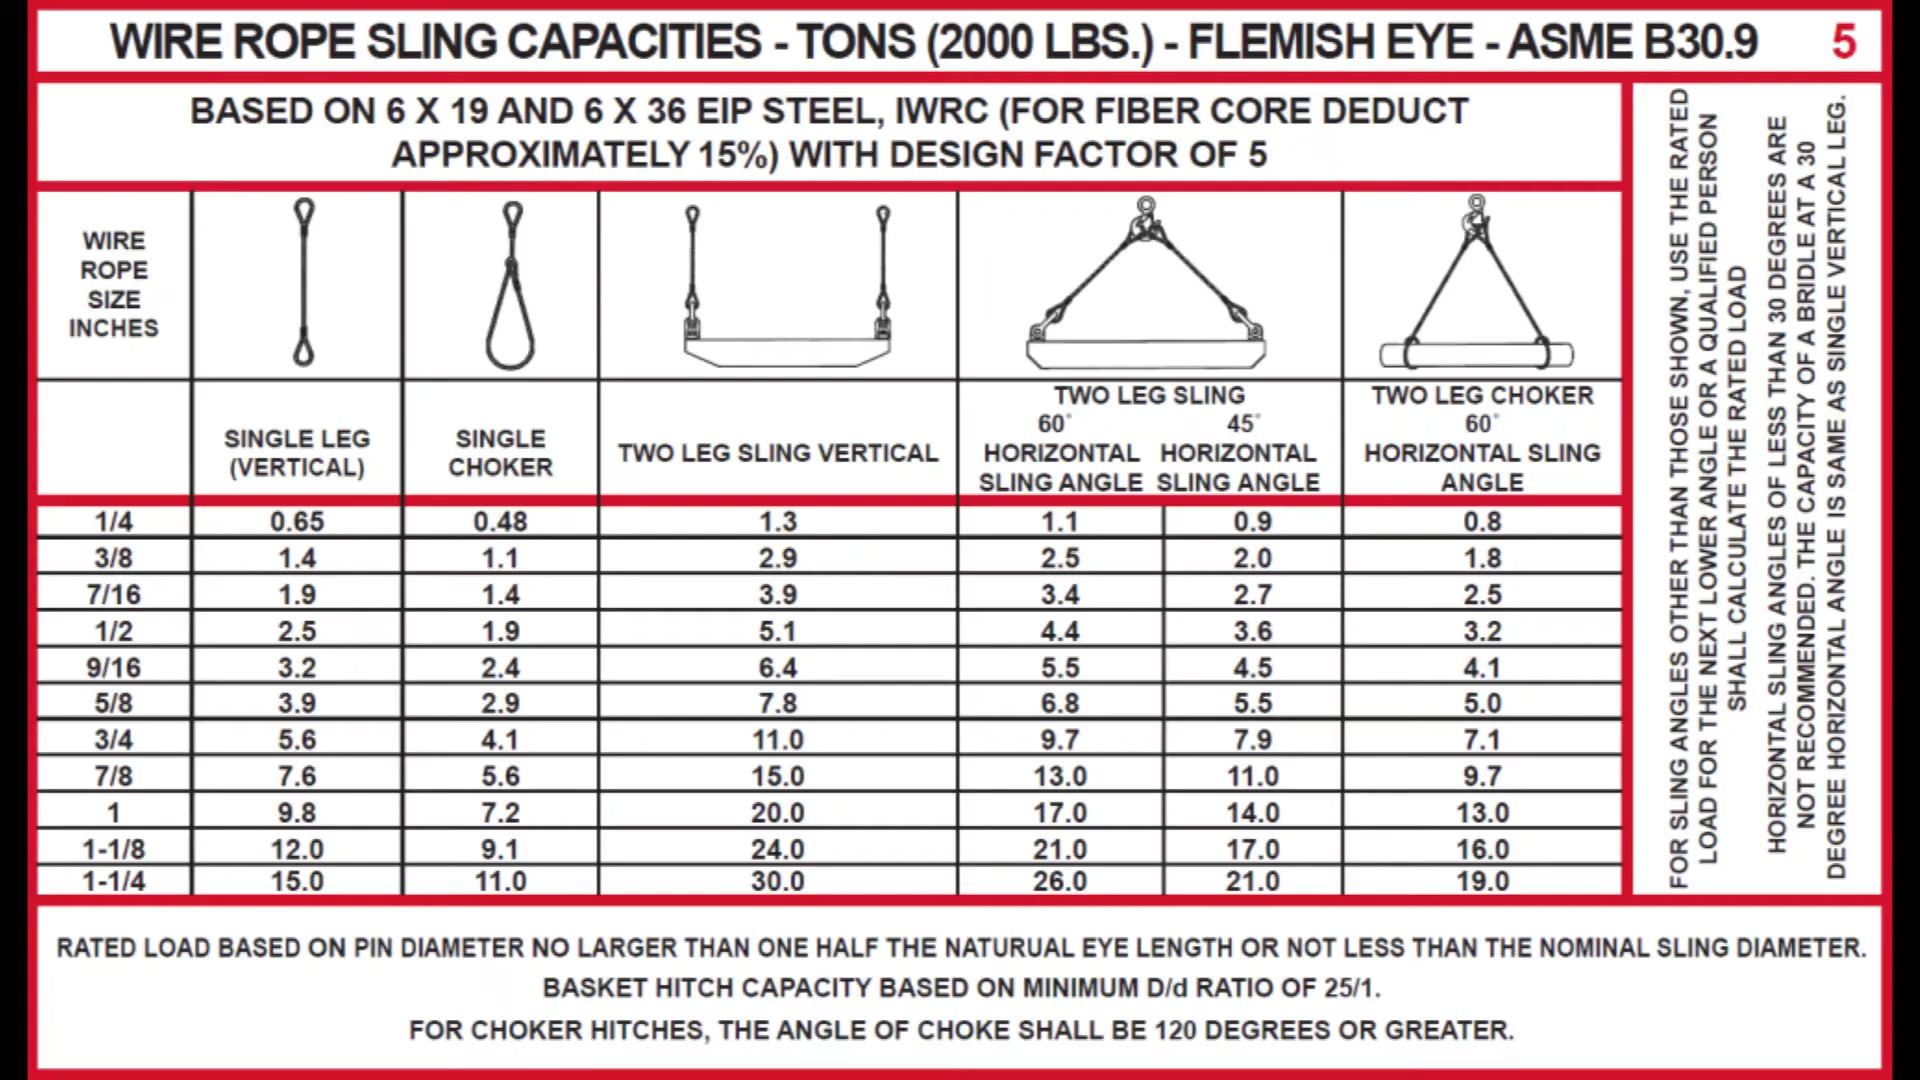 WIRE ROPE SLING CAPACITIES - TONS (2000 LBS.) - FLEMISH EYE - ASME B30.9 5
BASED ON 6 X 19 AND 6 X 36 EIP STEEL, IWRC (FOR FIBER CORE DEDUCT
APPROXIMATELY 15%) WITH DESIGN FACTOR OF 5
WIRE
ROPE
SIZE
INCHES
SINGLE LEG
(VERTICAL)
SINGLE
CHOKER
TWO LEG SLING VERTICAL
TWO LEG SLING
60° 45°
HORIZONTAL HORIZONTAL
SLING ANGLE SLING ANGLE
TWO LEG CHOKER
60°
HORIZONTAL SLING
ANGLE
1/4 0.65 0.48 1.3 1.1 0.9 0.8
3/8 1.4 1.1 2.9 2.5 2.0 1.8
7/16 1.9 1.4 3.9 3.4 2.7 2.5
1/2 2.5 1.9 5.1 4.4 3.6 3.2
9/16 3.2 2.4 6.4 5.5 4.5 4.1
5/8 3.9 2.9 7.8 6.8 5.5 5.0
3/4 5.6 4.1 11.0 9.7 7.9 7.1
7/8 7.6 5.6 15.0 13.0 11.0 9.7
1 9.8 7.2 20.0 17.0 14.0 13.0
1-1/8 12.0 9.1 24.0 21.0 17.0 16.0
1-1/4 15.0 11.0 30.0 26.0 21.0 19.0
FOR SLING ANGLES OTHER THAN THOSE SHOWN, USE THE RATED
LOAD FOR THE NEXT LOWER ANGLE OR A QUALIFIED PERSON
SHALL CALCULATE THE RATED LOAD
HORIZONTAL SLING ANGLES OF LESS THAN 30 DEGREES ARE
NOT RECOMMENDED. THE CAPACITY OF A BRIDLE AT A 30
DEGREE HORIZONTAL ANGLE IS SAME AS SINGLE VERTICAL LEG.
RATED LOAD BASED ON PIN DIAMETER NO LARGER THAN ONE HALF THE NATURUAL EYE LENGTH OR NOT LESS THAN THE NOMINAL SLING DIAMETER.
BASKET HITCH CAPACITY BASED ON MINIMUM D/d RATIO OF 25/1.
FOR CHOKER HITCHES, THE ANGLE OF CHOKE SHALL BE 120 DEGREES OR GREATER.